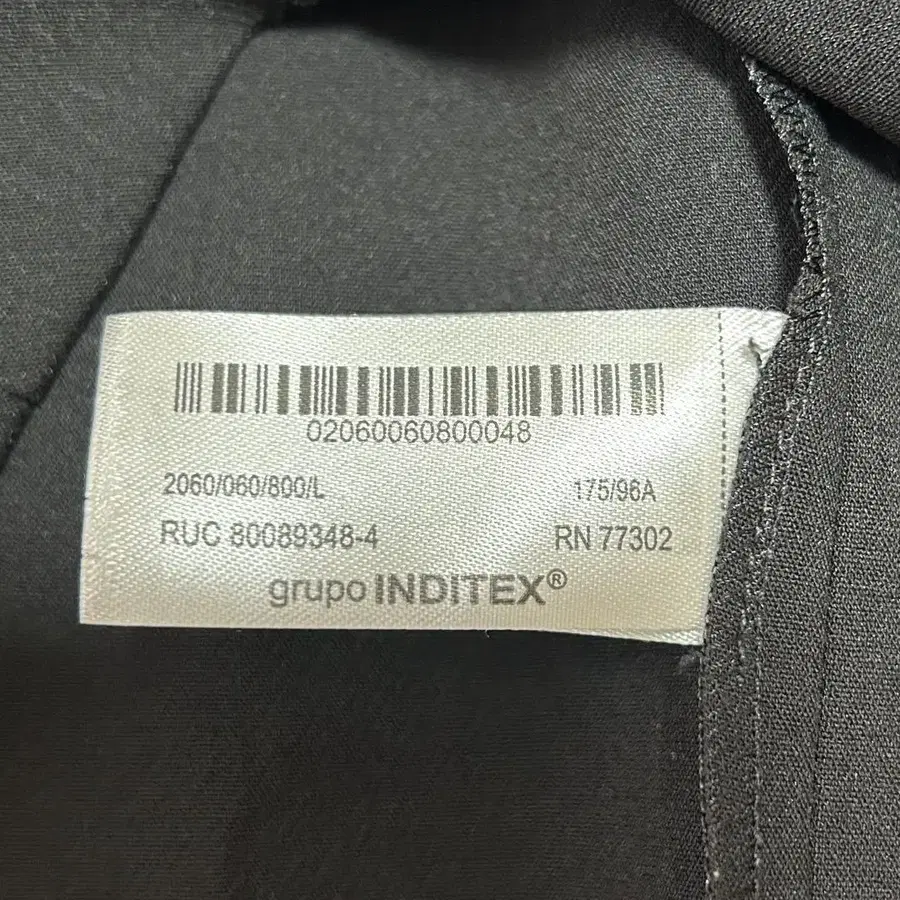 02060060800048
2060/060/800/L 175/96A
RUC 80089348-4 RN 77302
grupo INDITEX®